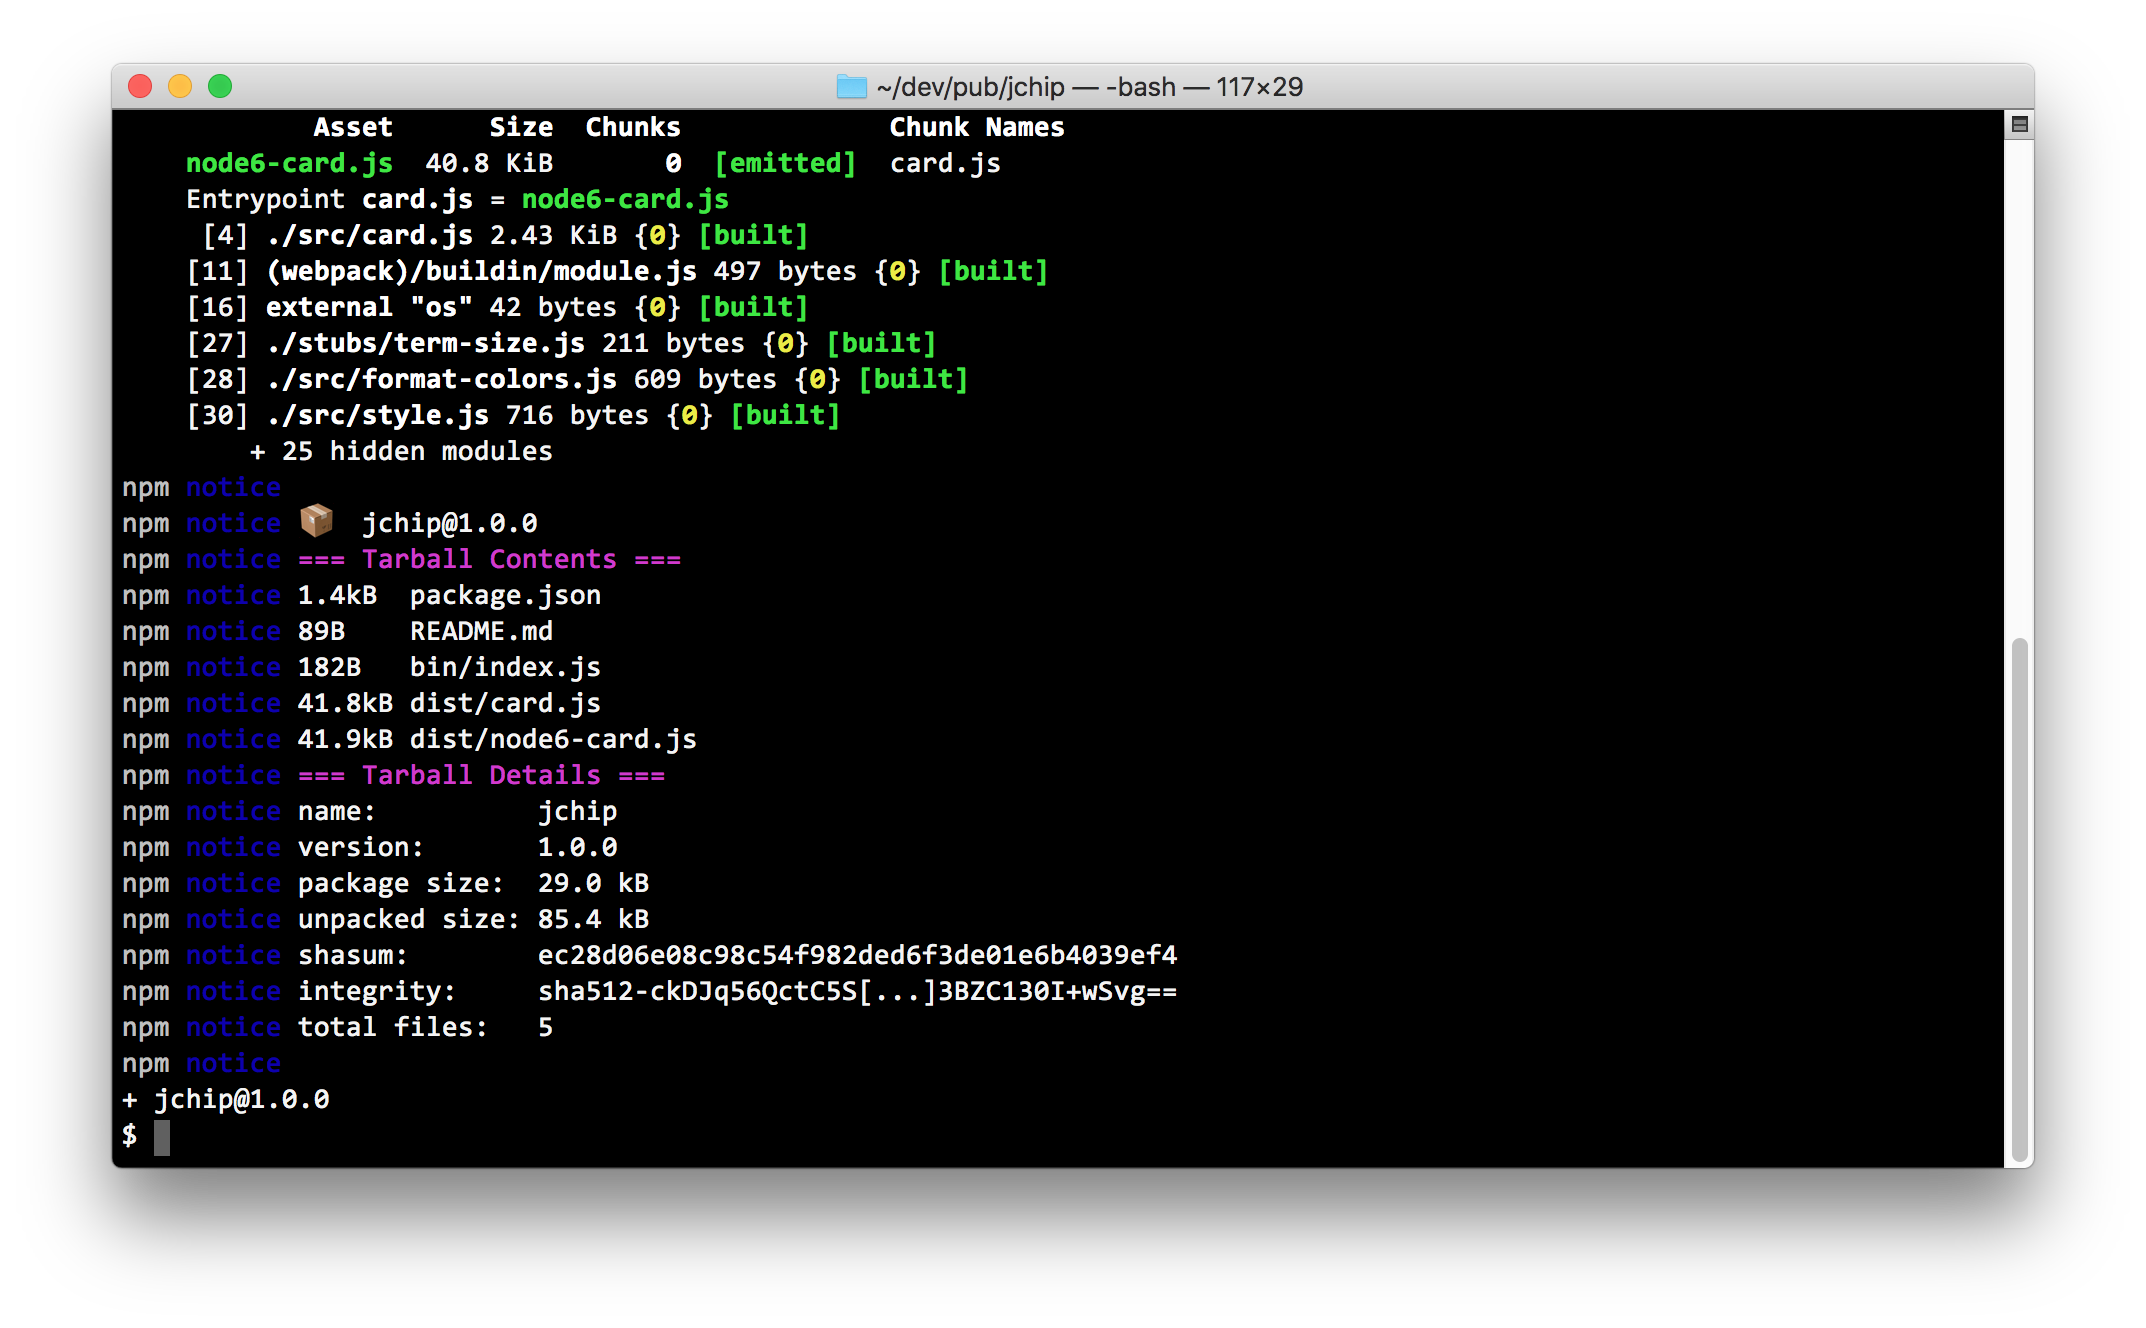 ~/dev/pub/jchip — -bash — 117×29
Asset Size Chunks Chunk Names
node6-card.js 40.8 KiB 0 [emitted] card.js
Entrypoint card.js = node6-card.js
[4] ./src/card.js 2.43 KiB {0} [built]
[11] (webpack)/buildin/module.js 497 bytes {0} [built]
[16] external "os" 42 bytes {0} [built]
[27] ./stubs/term-size.js 211 bytes {0} [built]
[28] ./src/format-colors.js 609 bytes {0} [built]
[30] ./src/style.js 716 bytes {0} [built]
+ 25 hidden modules
npm notice
npm notice 📦 jchip@1.0.0
npm notice === Tarball Contents ===
npm notice 1.4kB package.json
npm notice 89B README.md
npm notice 182B bin/index.js
npm notice 41.8kB dist/card.js
npm notice 41.9kB dist/node6-card.js
npm notice === Tarball Details ===
npm notice name: jchip
npm notice version: 1.0.0
npm notice package size: 29.0 kB
npm notice unpacked size: 85.4 kB
npm notice shasum: ec28d06e08c98c54f982ded6f3de01e6b4039ef4
npm notice integrity: sha512-ckDJq56QctC5S[...]3BZC130I+wSvg==
npm notice total files: 5
npm notice
+ jchip@1.0.0
$